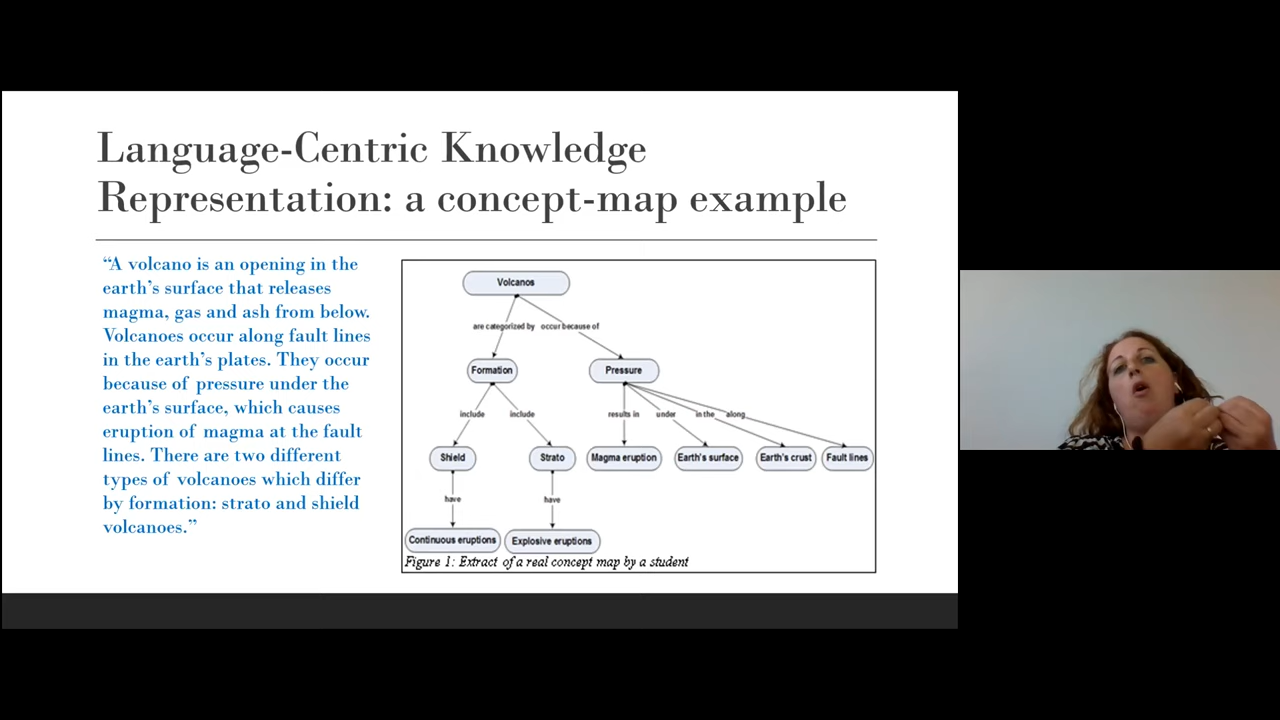 Language-Centric Knowledge
Representation: a concept-map example
“A volcano is an opening in the
earth’s surface that releases
magma, gas and ash from below.
Volcanoes occur along fault lines
in the earth’s plates. They occur
because of pressure under the
earth’s surface, which causes
eruption of magma at the fault
lines. There are two different
types of volcanoes which differ
by formation: strato and shield
volcanoes.”
Volcanos
are categorized by occur because of
Formation Pressure
include include results in under in the along
Shield Strato Magma eruption Earth's surface Earth's crust Fault lines
have have
Continuous eruptions Explosive eruptions
Figure 1: Extract of a real concept map by a student